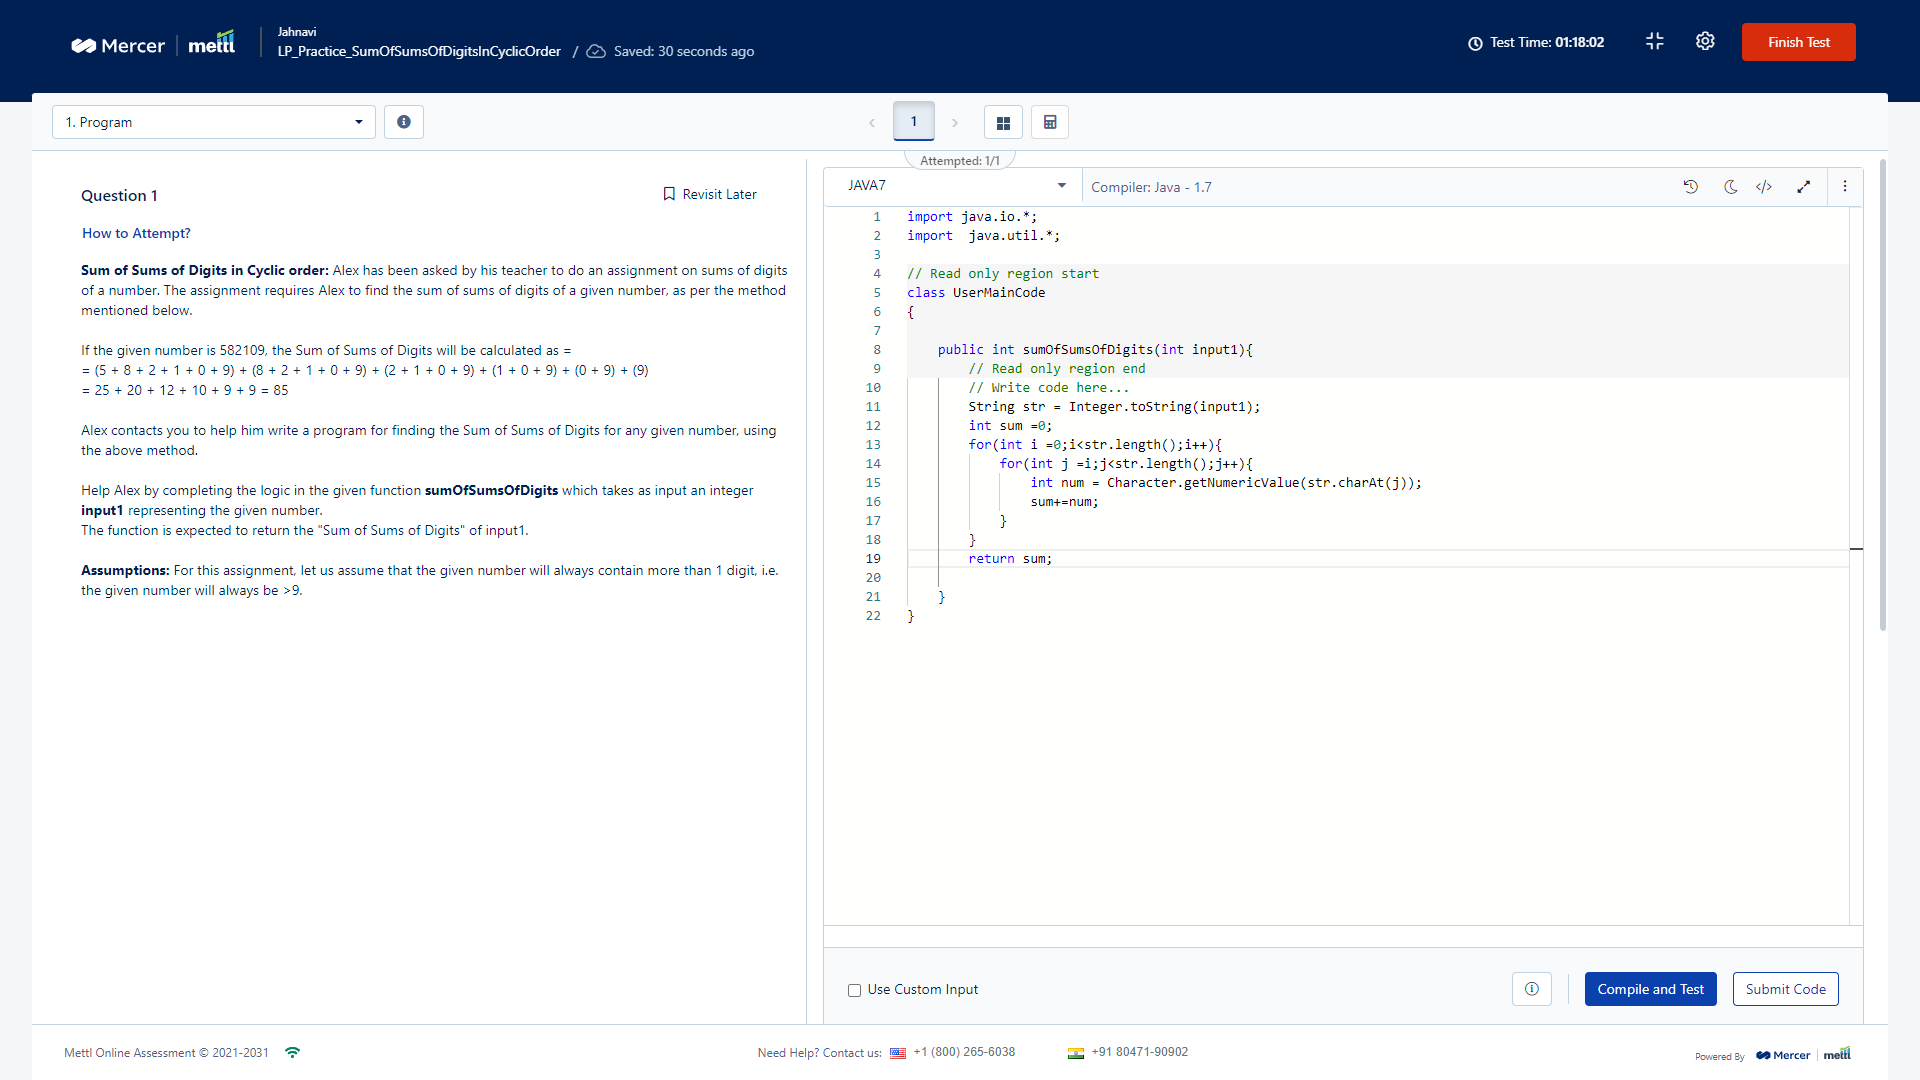 Mercer
mettl
Jahnavi
LP_Practice_SumOfSumsOfDigitsInCyclicOrder / Saved: 30 seconds ago
Test Time: 01:18:02
Finish Test
1. Program
1
Attempted: 1/1
Question 1
Revisit Later
How to Attempt?
Sum of Sums of Digits in Cyclic order: Alex has been asked by his teacher to do an assignment on sums of digits
of a number. The assignment requires Alex to find the sum of sums of digits of a given number, as per the method
mentioned below.
If the given number is 582109, the Sum of Sums of Digits will be calculated as =
= (5 + 8 + 2 + 1 + 0 + 9) + (8 + 2 + 1 + 0 + 9) + (2 + 1 + 0 + 9) + (1 + 0 + 9) + (0 + 9) + (9)
= 25 + 20 + 12 + 10 + 9 + 9 = 85
Alex contacts you to help him write a program for finding the Sum of Sums of Digits for any given number, using
the above method.
Help Alex by completing the logic in the given function sumOfSumsOfDigits which takes as input an integer
input1 representing the given number.
The function is expected to return the "Sum of Sums of Digits" of input1.
Assumptions: For this assignment, let us assume that the given number will always contain more than 1 digit, i.e.
the given number will always be >9.
JAVA7
Compiler: Java - 1.7
1 import java.io.*;
2 import  java.util.*;
3
4 // Read only region start
5 class UserMainCode
6 {
7
8     public int sumOfSumsOfDigits(int input1){
9         // Read only region end
10         // Write code here...
11         String str = Integer.toString(input1);
12         int sum =0;
13         for(int i =0;i<str.length();i++){
14             for(int j =i;j<str.length();j++){
15                 int num = Character.getNumericValue(str.charAt(j));
16                 sum+=num;
17             }
18         }
19         return sum;
20
21     }
22 }
Use Custom Input
Compile and Test
Submit Code
Mettl Online Assessment © 2021-2031
Need Help? Contact us: +1 (800) 265-6038
+91 80471-90902
Powered By Mercer mettl